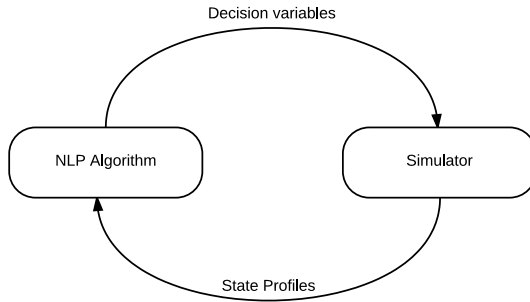 Decision variables
NLP Algorithm
Simulator
State Profiles